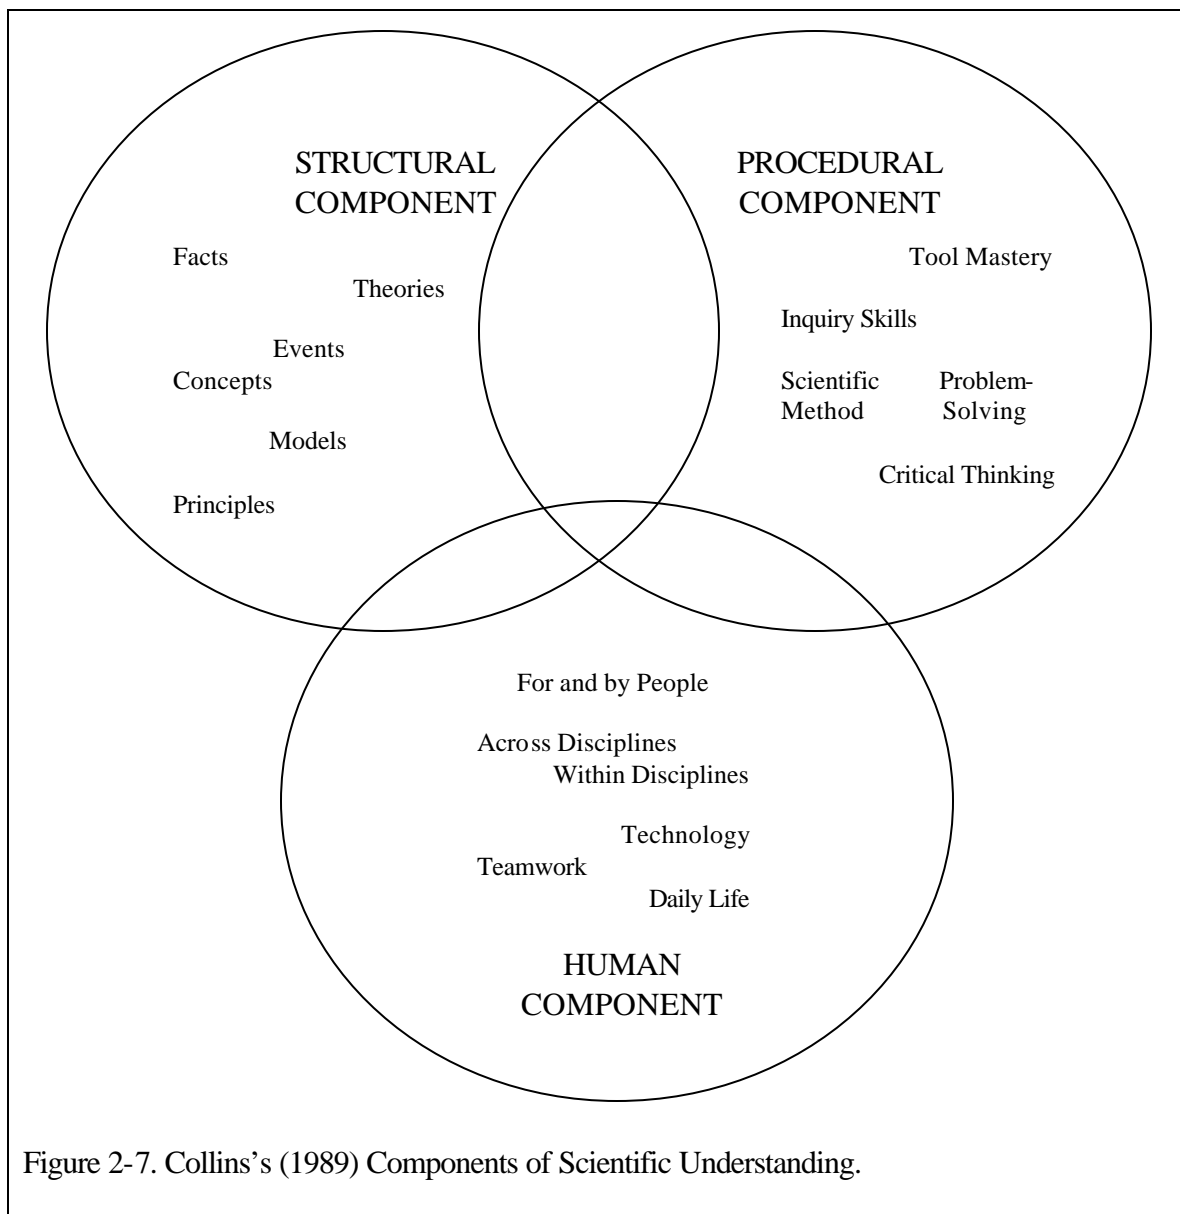 STRUCTURAL
COMPONENT
Facts
Theories
Events
Concepts
Models
Principles
PROCEDURAL
COMPONENT
Tool Mastery
Inquiry Skills
Scientific
Method
Problem-
Solving
Critical Thinking
For and by People
Across Disciplines
Within Disciplines
Technology
Teamwork
Daily Life
HUMAN
COMPONENT
Figure 2-7. Collins's (1989) Components of Scientific Understanding.